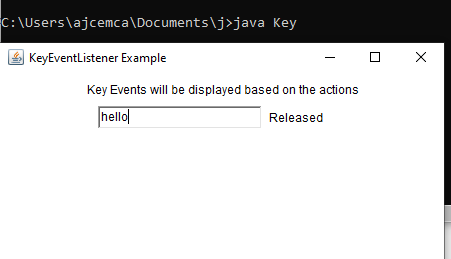 C:\Users\ajcemca\Documents\j>java Key
KeyEventListener Example
Key Events will be displayed based on the actions
hello Released